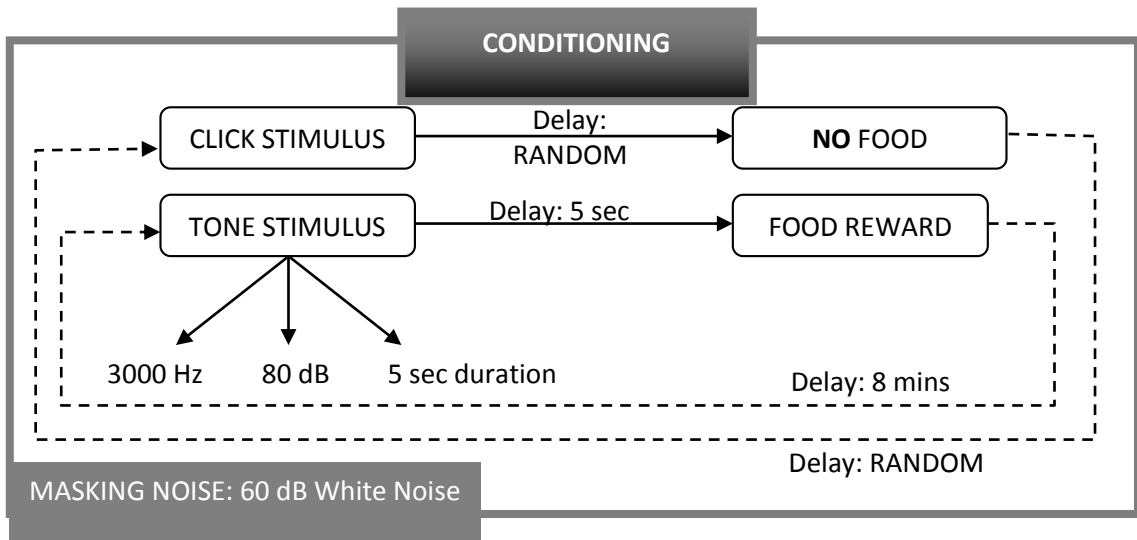 CONDITIONING
CLICK STIMULUS
Delay:
RANDOM
NO FOOD
TONE STIMULUS
Delay: 5 sec
FOOD REWARD
3000 Hz
80 dB
5 sec duration
Delay: 8 mins
Delay: RANDOM
MASKING NOISE: 60 dB White Noise